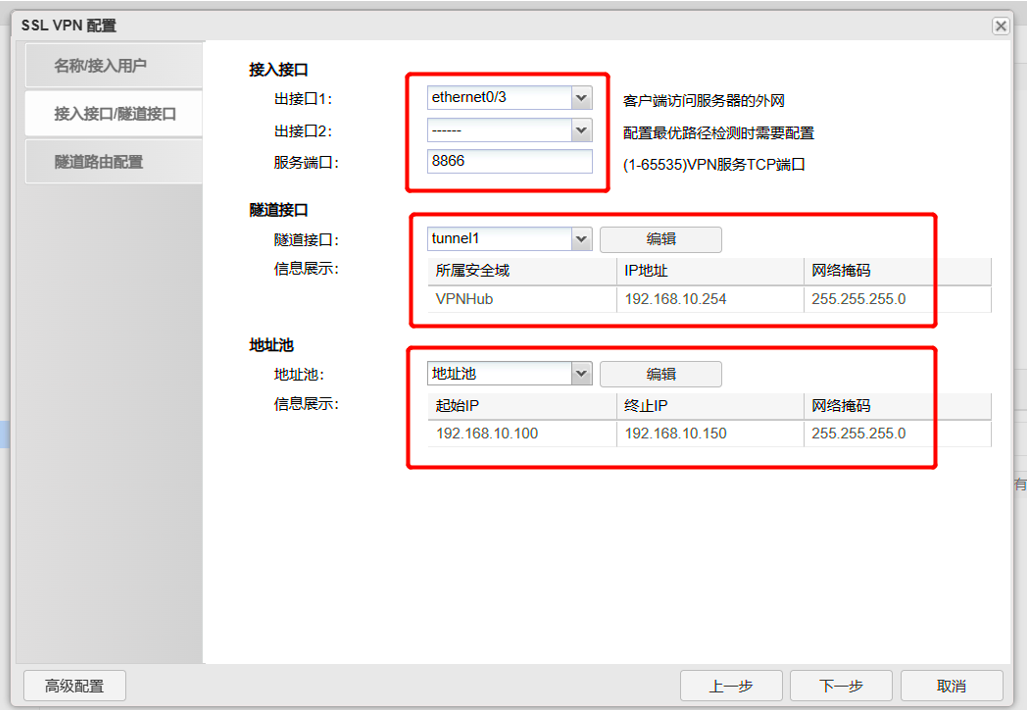 SSL VPN 配置
名称/接入用户
接入接口/隧道接口
隧道路由配置
接入接口
出接口1: ethernet0/3 客户端访问服务器的外网
出接口2: ------ 配置最优路径检测时需要配置
服务端口: 8866 (1-65535)VPN服务TCP端口
隧道接口
隧道接口: tunnel1 编辑
信息展示: 所属安全域 IP地址 网络掩码
VPNHub 192.168.10.254 255.255.255.0
地址池
地址池: 地址池 编辑
信息展示: 起始IP 终止IP 网络掩码
192.168.10.100 192.168.10.150 255.255.255.0
有
高级配置 上一步 下一步 取消